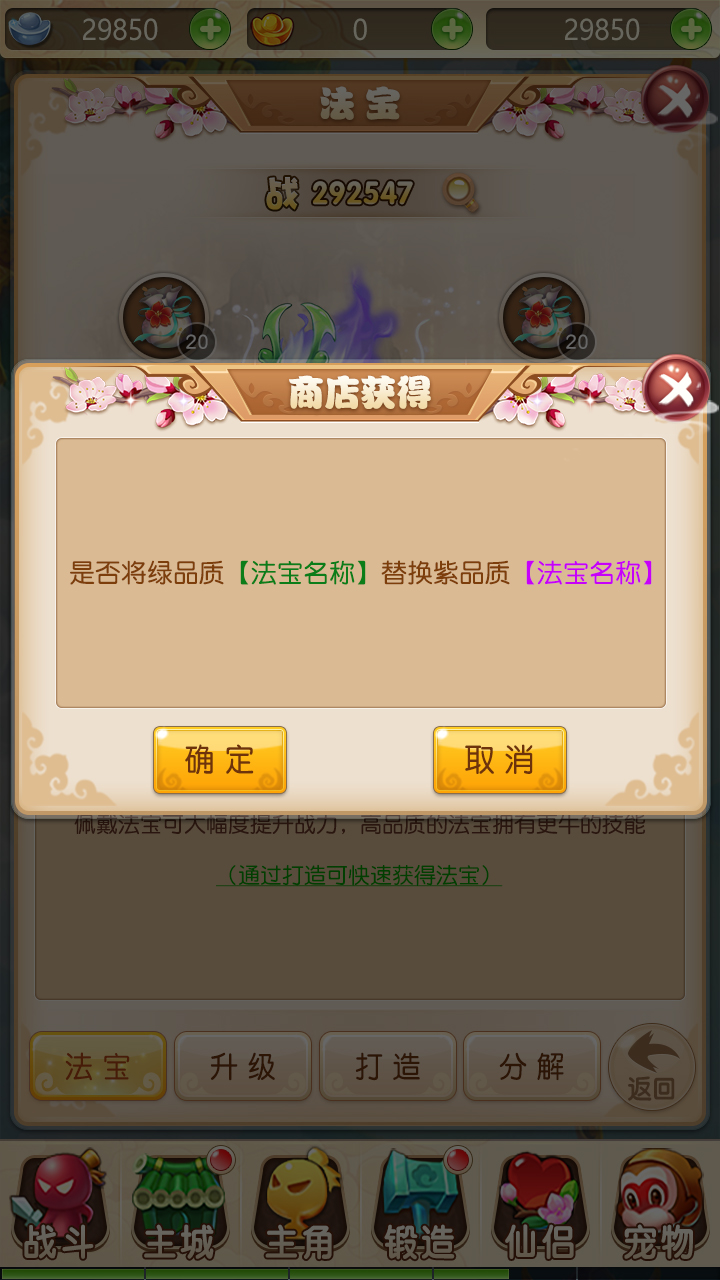 29850
0
29850
法宝
战 292547
20
20
商店获得
是否将绿品质【法宝名称】替换紫品质【法宝名称】
确定
取消
佩戴法宝可大幅度提升战力，高品质的法宝拥有更牛的技能
（通过打造可快速获得法宝）
法宝
升级
打造
分解
返回
战斗
主城
主角
锻造
仙侣
宠物